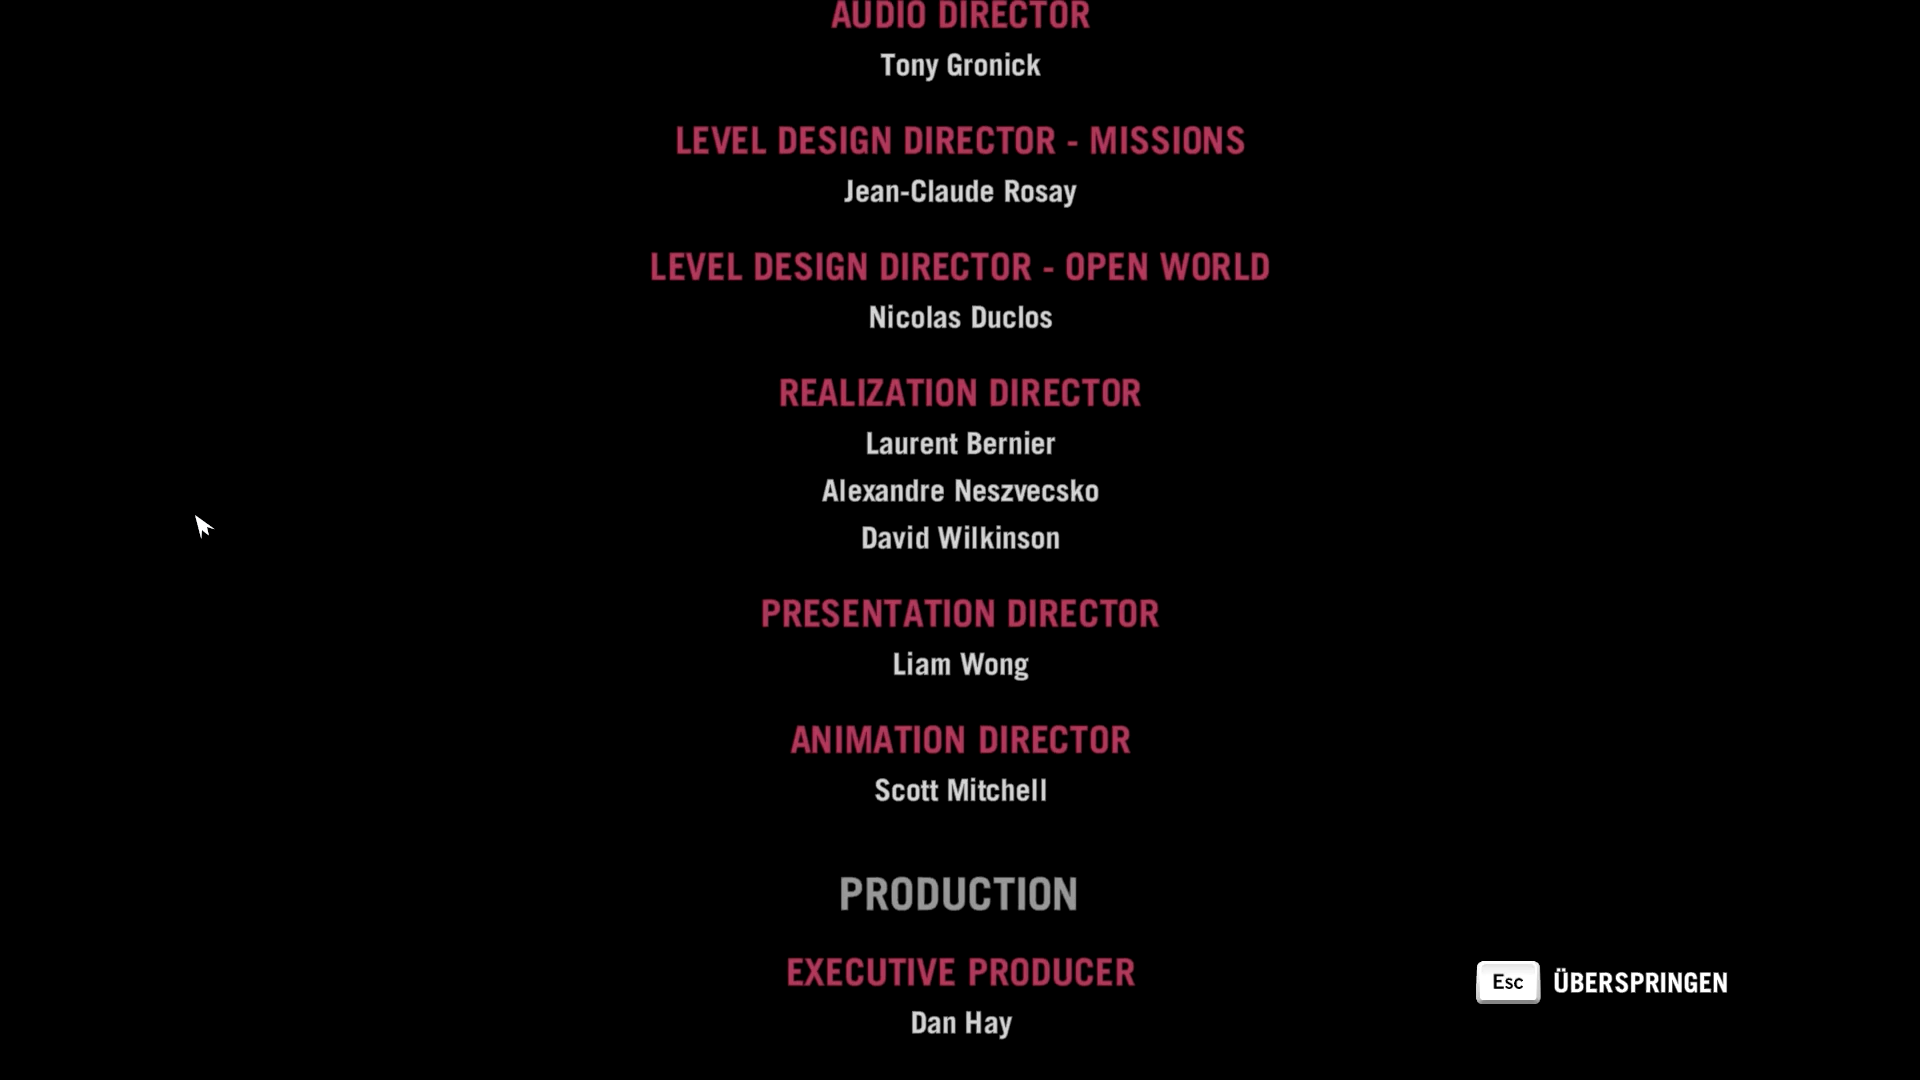 AUDIO DIRECTOR
Tony Gronick
LEVEL DESIGN DIRECTOR - MISSIONS
Jean-Claude Rosay
LEVEL DESIGN DIRECTOR - OPEN WORLD
Nicolas Duclos
REALIZATION DIRECTOR
Laurent Bernier
Alexandre Neszvecsko
David Wilkinson
PRESENTATION DIRECTOR
Liam Wong
ANIMATION DIRECTOR
Scott Mitchell
PRODUCTION
EXECUTIVE PRODUCER
Dan Hay
Esc ÜBERSPRINGEN